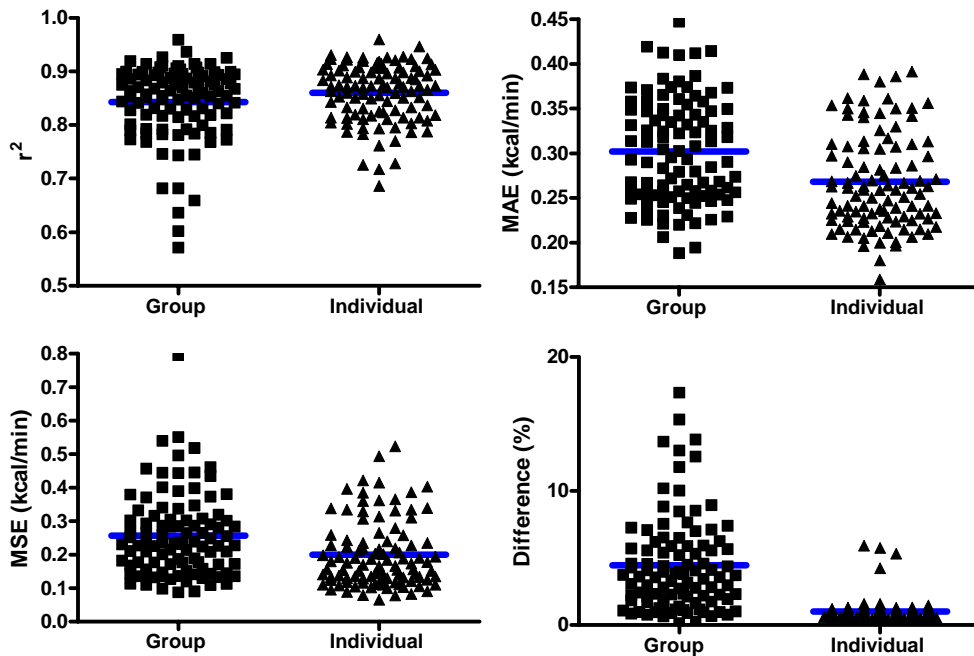 r²
1.0
0.9
0.8
0.7
0.6
0.5
Group
Individual
MAE (kcal/min)
0.45
0.40
0.35
0.30
0.25
0.20
0.15
Group
Individual
MSE (kcal/min)
0.8
0.7
0.6
0.5
0.4
0.3
0.2
0.1
0.0
Group
Individual
Difference (%)
20
10
0
Group
Individual